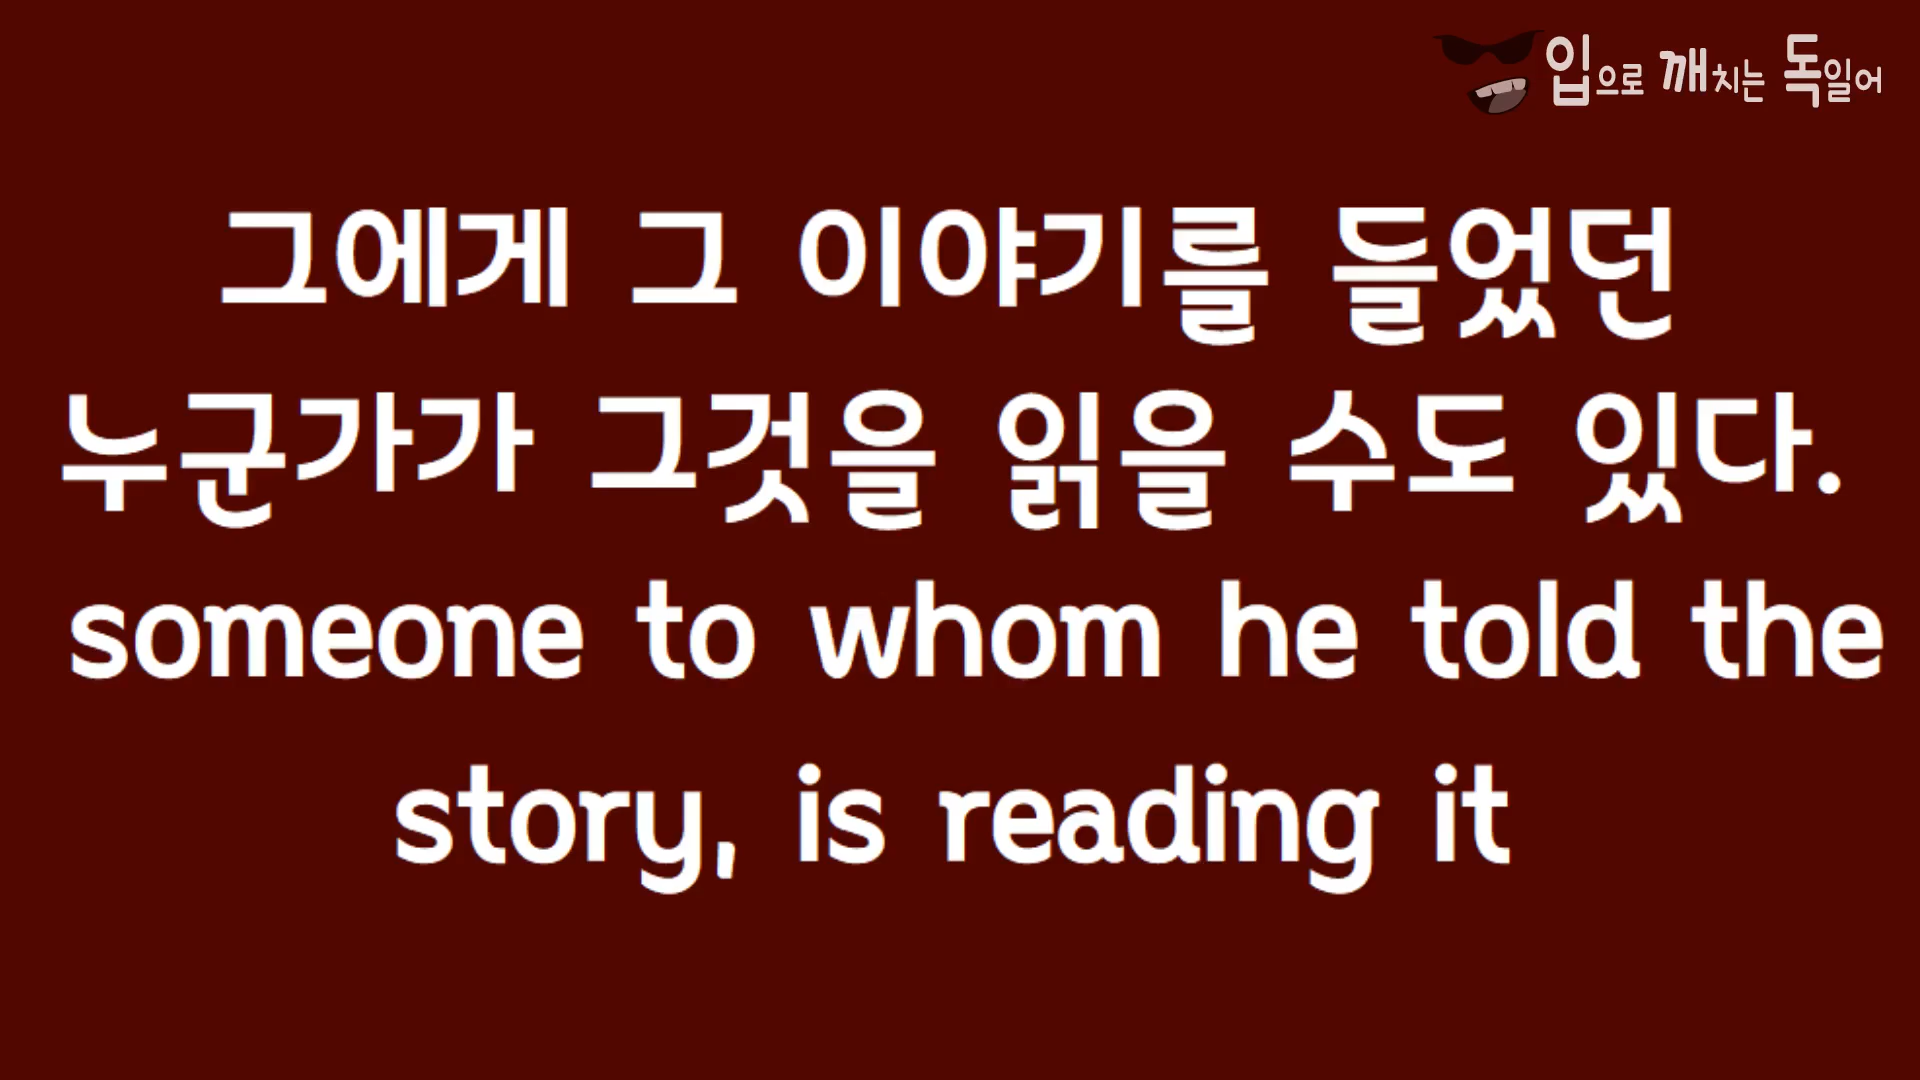 입으로 깨치는 독일어
그에게 그 이야기를 들었던
누군가가 그것을 읽을 수도 있다.
someone to whom he told the
story, is reading it